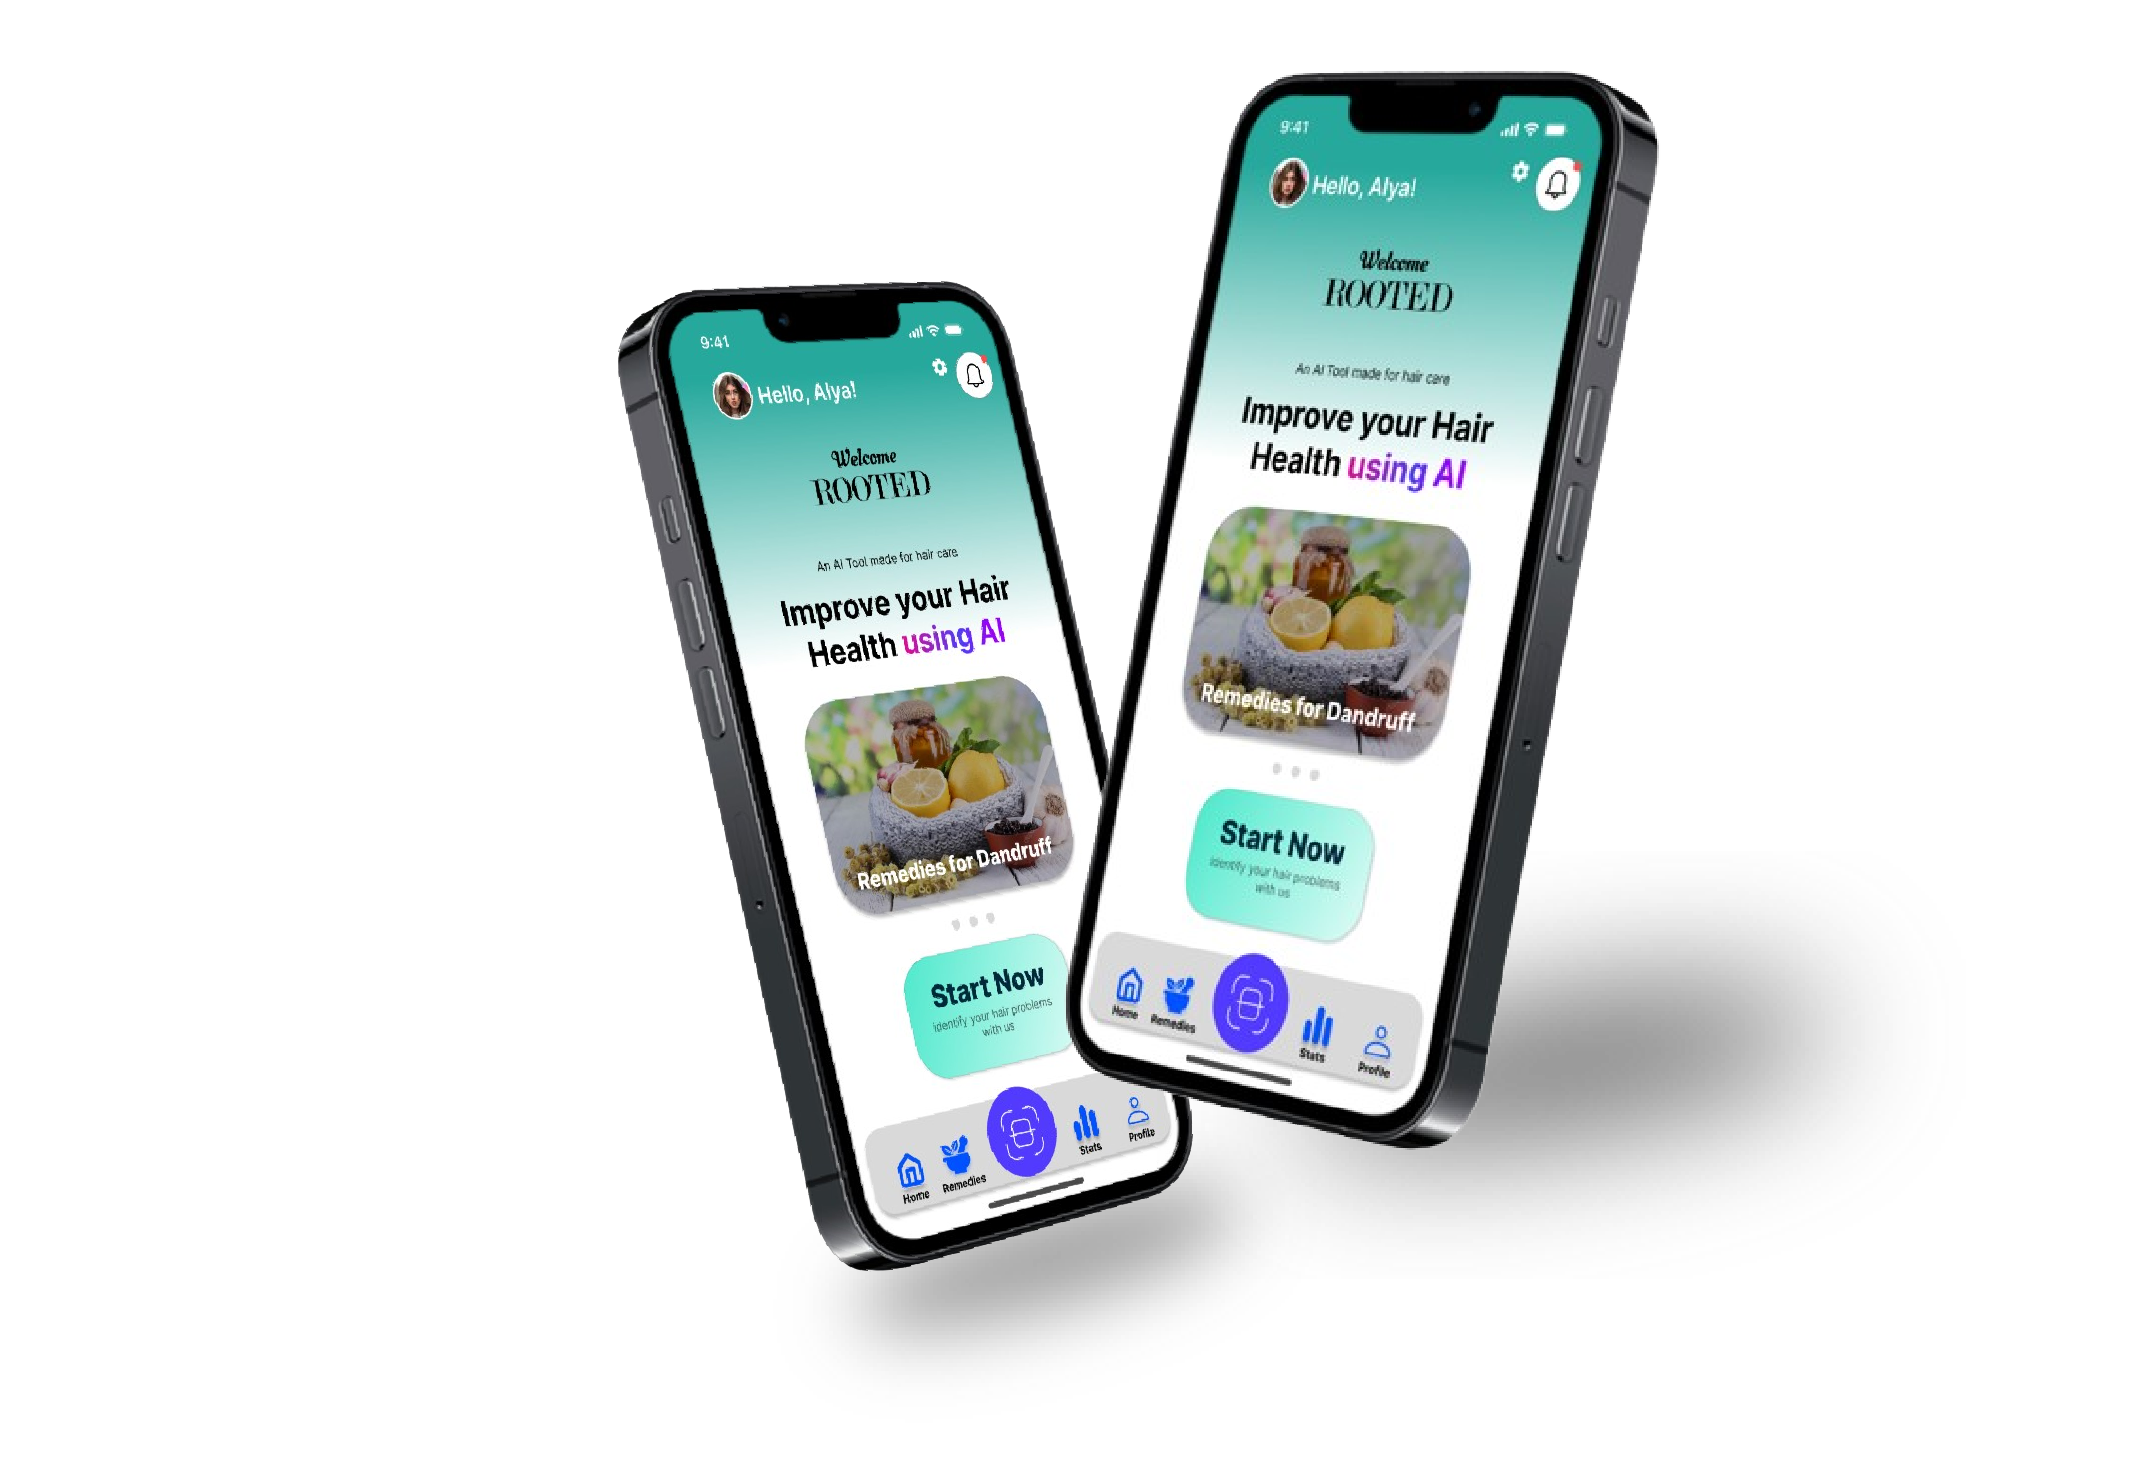 9:41
Hello, Alya!
Welcome
ROOTED
An AI Tool made for hair care
Improve your Hair
Health using AI
Remedies for Dandruff
Start Now
Identify your hair problems
with us
Home
Remedies
Stats
Profile
9:41
Hello, Alya!
Welcome
ROOTED
An AI Tool made for hair care
Improve your Hair
Health using AI
Remedies for Dandruff
Start Now
Identify your hair problems
with us
Home
Remedies
Stats
Profile